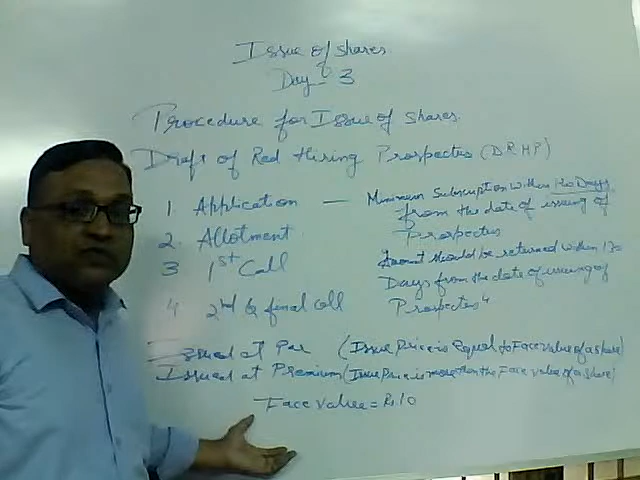 Issue of shares
Day - 3
Procedure for Issue of shares.
Draft of Red Hiring Prospectus (DRHP)
1. Application — Minimum Subscription within 120 Days
from the date of issuing of
2. Allotment Prospectus
3 1st Call Amount should be returned within 130
Days from the date of issuing of
4 2nd & final call Prospectus
Issued at Par (Issue Price is Equal to Face value of a share)
Issued at Premium (Issue Price is more than the Face value of a share)
Face value = Rs 10